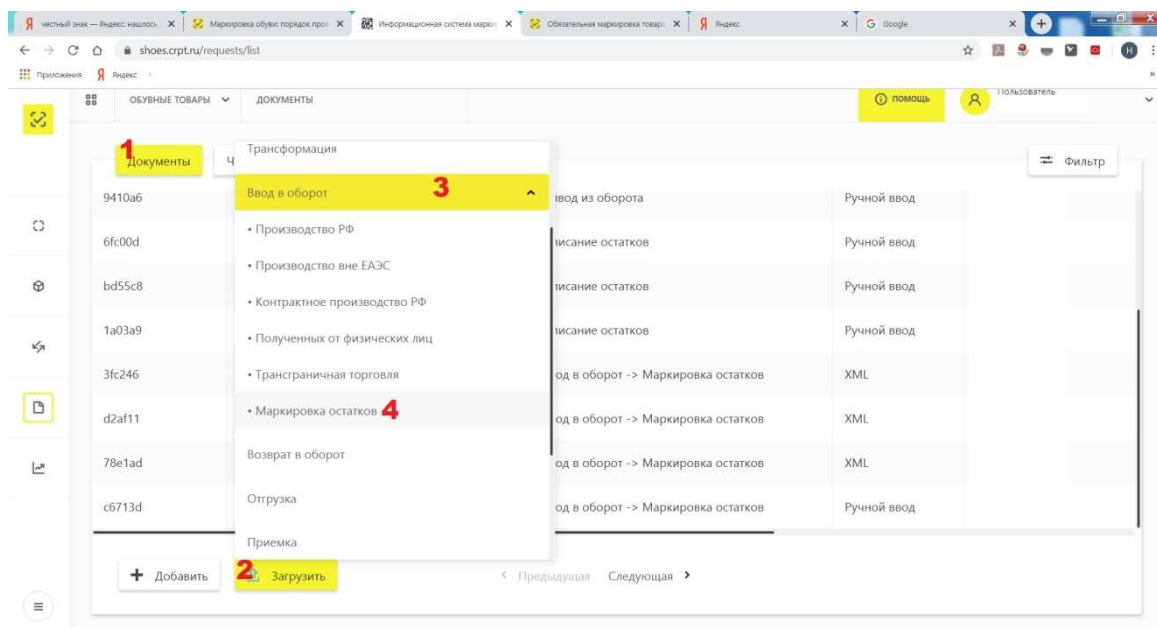 честный знак — Яндекс: нашлось Маркировка обуви: порядок про Информационная система марки Обязательная маркировка товар Яндекс Google
shoes.crpt.ru/requests/list
Приложения Яндекс
ОБУВНЫЕ ТОВАРЫ ДОКУМЕНТЫ ПОМОЩЬ Пользователь
1 Документы Ч Трансформация Фильтр
9410a6 Ввод в оборот 3 вод из оборота Ручной ввод
• Производство РФ
6fc00d писание остатков Ручной ввод
• Производство вне ЕАЭС
bd55c8 писание остатков Ручной ввод
• Контрактное производство РФ
1a03a9 писание остатков Ручной ввод
• Полученных от физических лиц
3fc246 • Трансграничная торговля од в оборот -> Маркировка остатков XML
d2af11 • Маркировка остатков 4 од в оборот -> Маркировка остатков XML
78e1ad Возврат в оборот од в оборот -> Маркировка остатков XML
c6713d Отгрузка од в оборот -> Маркировка остатков Ручной ввод
Приемка
+ Добавить 2 Загрузить Предыдущая Следующая